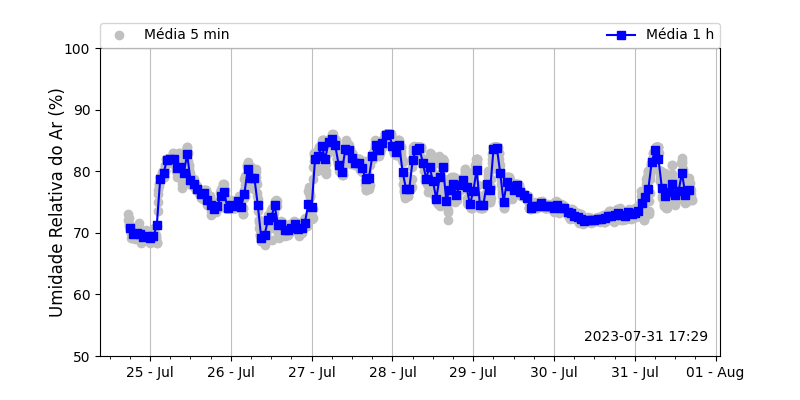 Média 5 min
Média 1 h
Umidade Relativa do Ar (%)
100
90
80
70
60
50
2023-07-31 17:29
25 - Jul
26 - Jul
27 - Jul
28 - Jul
29 - Jul
30 - Jul
31 - Jul
01 - Aug